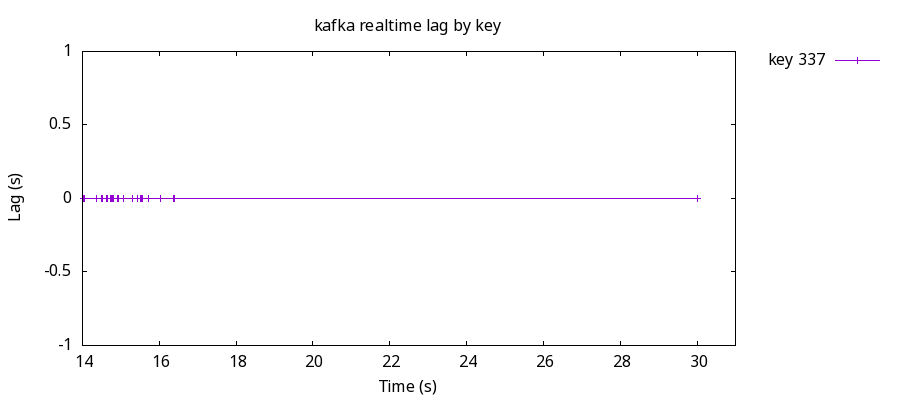 kafka realtime lag by key
key 337
1
0.5
0
-0.5
-1
Lag (s)
14 16 18 20 22 24 26 28 30
Time (s)